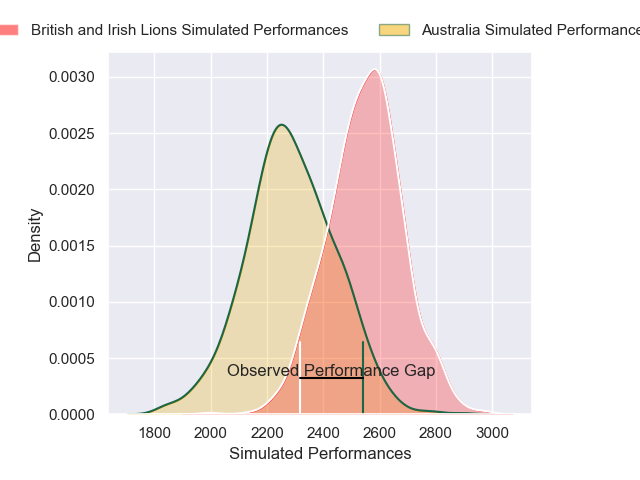 British and Irish Lions Simulated Performances
Australia Simulated Performance
0.0030
0.0025
0.0020
0.0015
0.0010
0.0005
0.0000
Density
Observed Performance Gap
1800 2000 2200 2400 2600 2800 3000
Simulated Performances